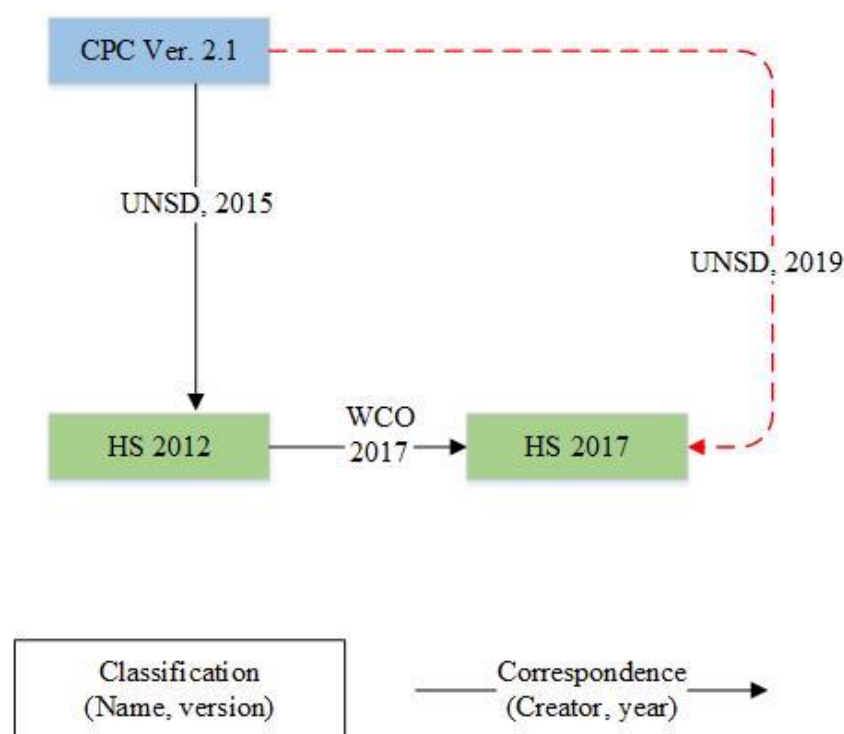 CPC Ver. 2.1
UNSD, 2015
UNSD, 2019
HS 2012
WCO
2017
HS 2017
Classification
(Name, version)
Correspondence
(Creator, year)